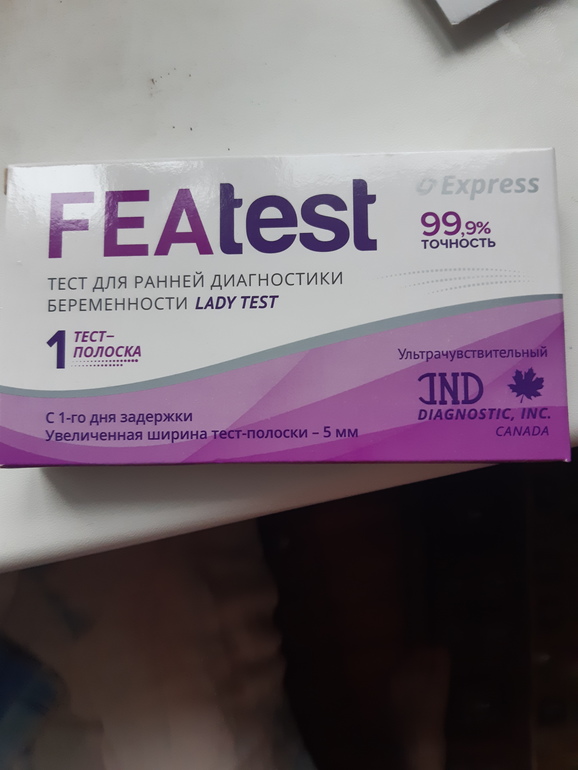 Express
FEAtest
99,9%
ТОЧНОСТЬ
ТЕСТ ДЛЯ РАННЕЙ ДИАГНОСТИКИ
БЕРЕМЕННОСТИ LADY TEST
1 ТЕСТ–
ПОЛОСКА
Ультрачувствительный
IND
DIAGNOSTIC, INC.
CANADA
С 1-го дня задержки
Увеличенная ширина тест-полоски – 5 мм